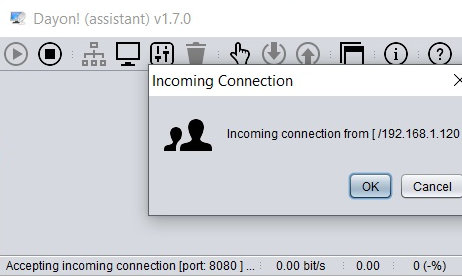 Dayon! (assistant) v1.7.0
Incoming Connection
Incoming connection from [ /192.168.1.120
OK
Cancel
Accepting incoming connection [port: 8080 ] ... 0.00 bit/s 0.00 0 (-%)